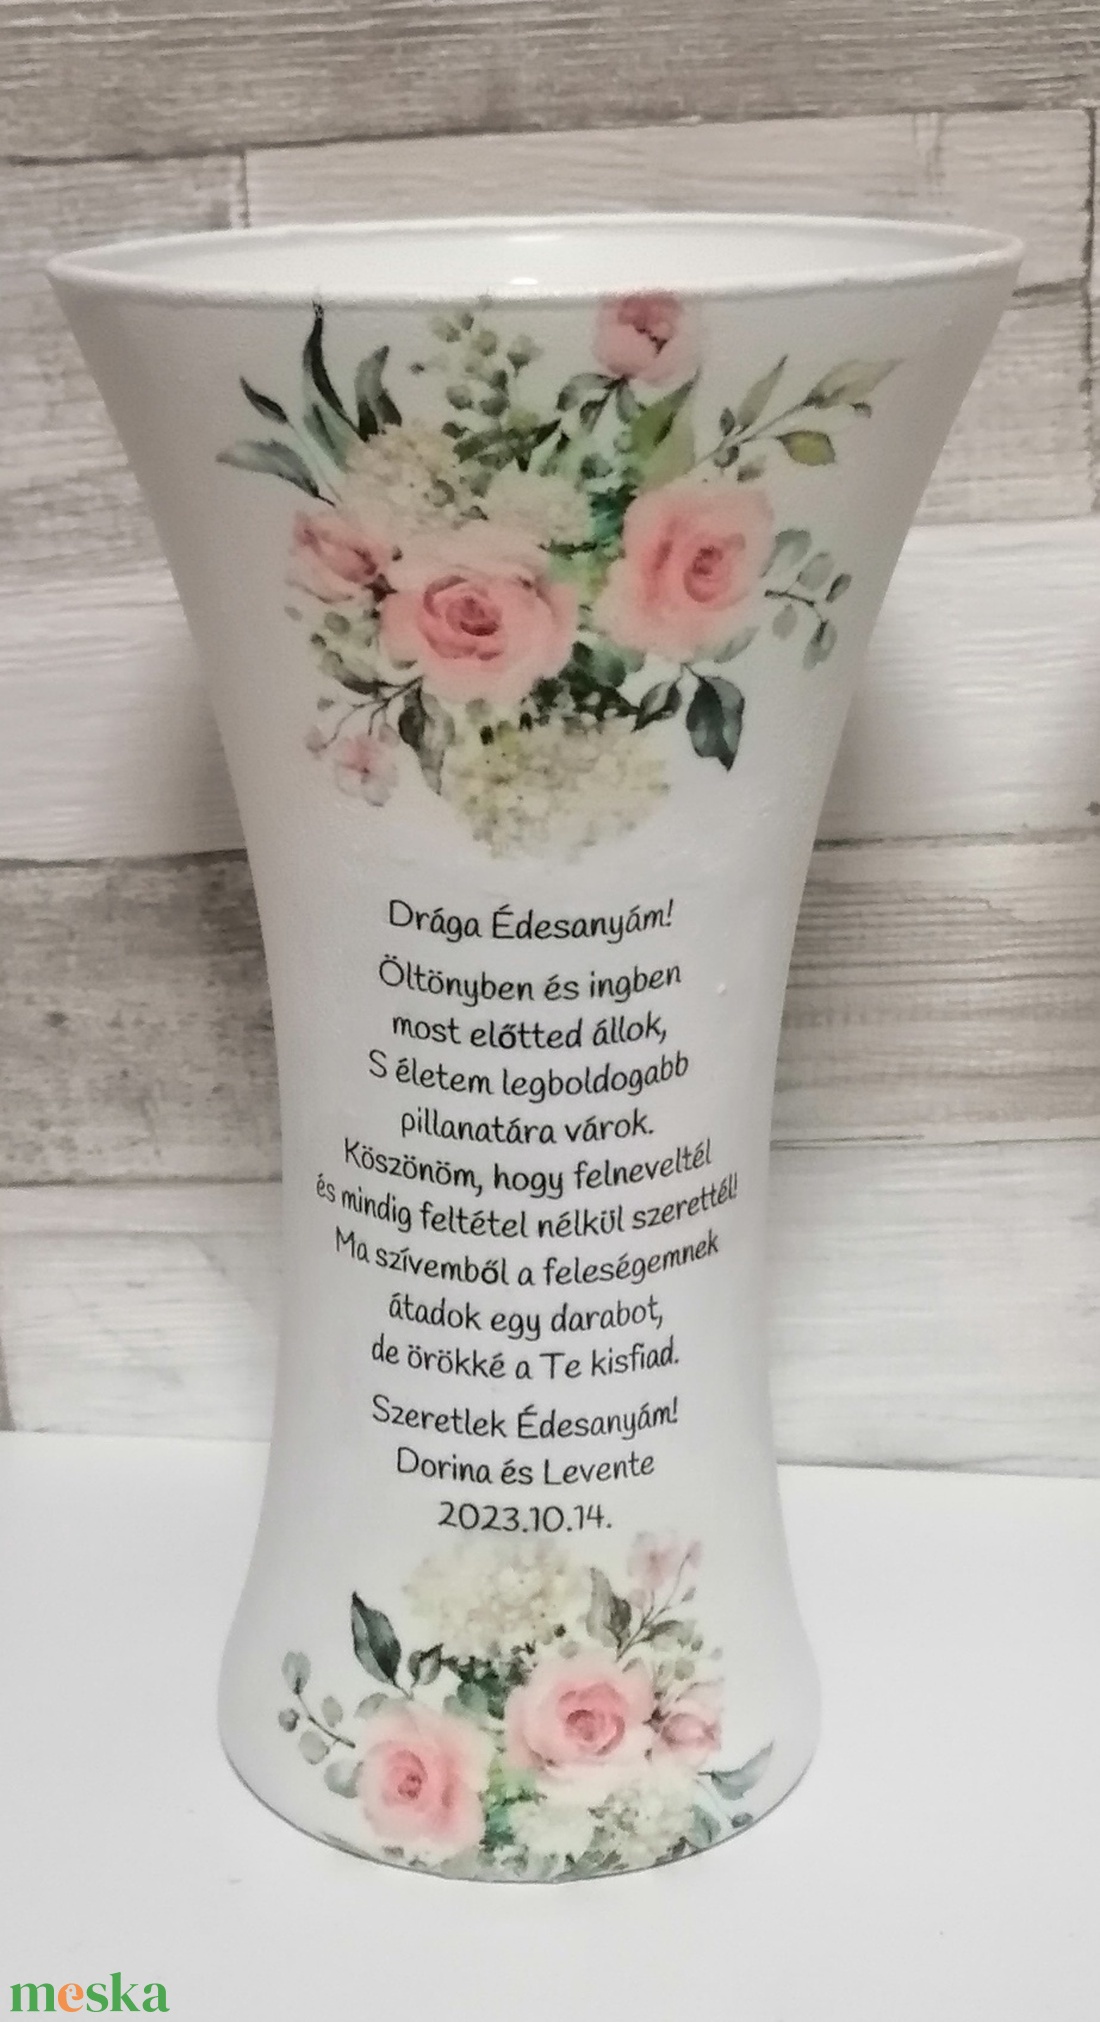 Drága Édesanyám!
Öltönyben és ingben
most előtted állok,
S életem legboldogabb
pillanatára várok.
Köszönöm, hogy felneveltél
és mindig feltétel nélkül szerettél!
Ma szívemből a feleségemnek
átadok egy darabot,
de örökké a Te kisfiad.
Szeretlek Édesanyám!
Dorina és Levente
2023.10.14.
meska